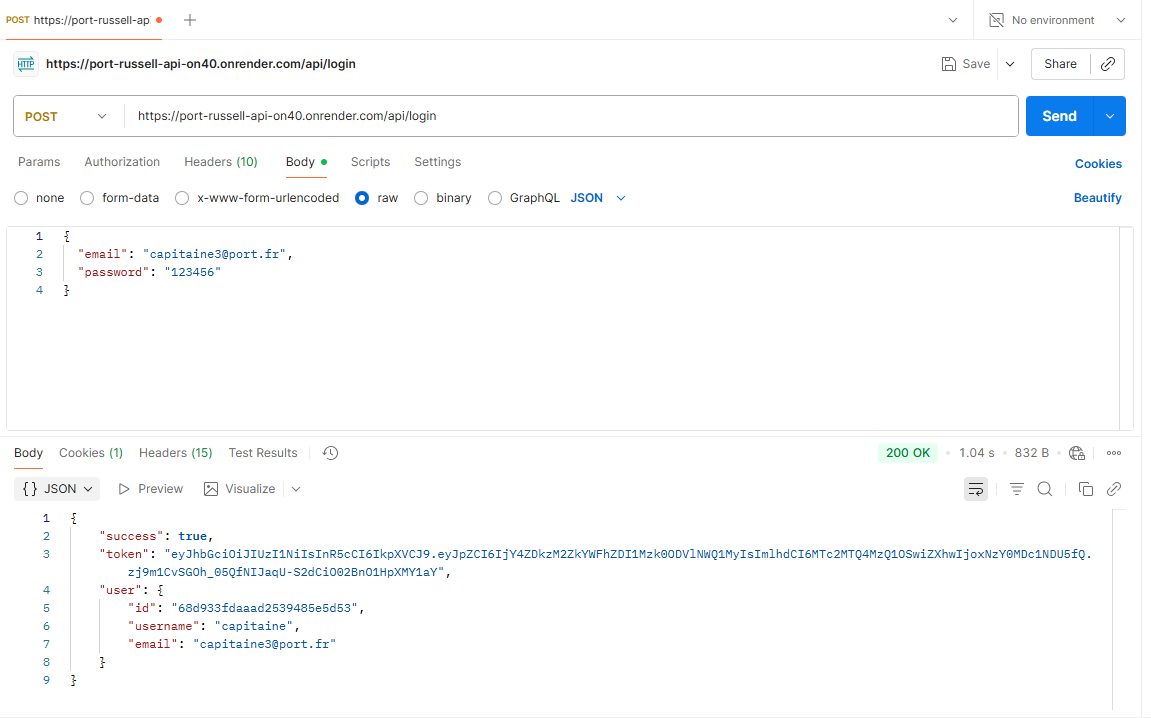 POST https://port-russell-ap
No environment
HTTP https://port-russell-api-on40.onrender.com/api/login
Save
Share
POST https://port-russell-api-on40.onrender.com/api/login
Send
Params Authorization Headers (10) Body Scripts Settings
Cookies
none form-data x-www-form-urlencoded raw binary GraphQL JSON
Beautify
1 {
2 "email": "capitaine3@port.fr",
3 "password": "123456"
4 }
Body Cookies (1) Headers (15) Test Results
200 OK • 1.04 s • 832 B •
{} JSON Preview Visualize
1 {
2 "success": true,
3 "token": "eyJhbGciOiJIUzI1NiIsInR5cCI6IkpXVCJ9.eyJpZCI6IjY4ZDkzM2ZkYWFhZDI1Mzk0ODVlNWQ1MyIsImlhdCI6MTc2MTQ4MzQ1OSwiZXhwIjoxNzY0MDc1NDU5fQ.
zj9m1CvSGOh_05QfNIJaqU-S2dCiO02BnO1HpXMY1aY",
4 "user": {
5 "id": "68d933fdaaad2539485e5d53",
6 "username": "capitaine",
7 "email": "capitaine3@port.fr"
8 }
9 }